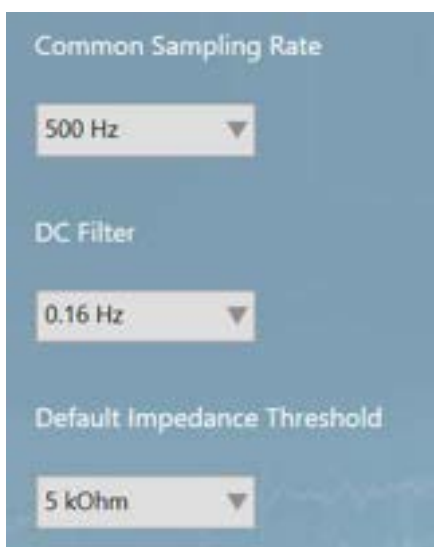 Common Sampling Rate
500 Hz
DC Filter
0.16 Hz
Default Impedance Threshold
5 kOhm